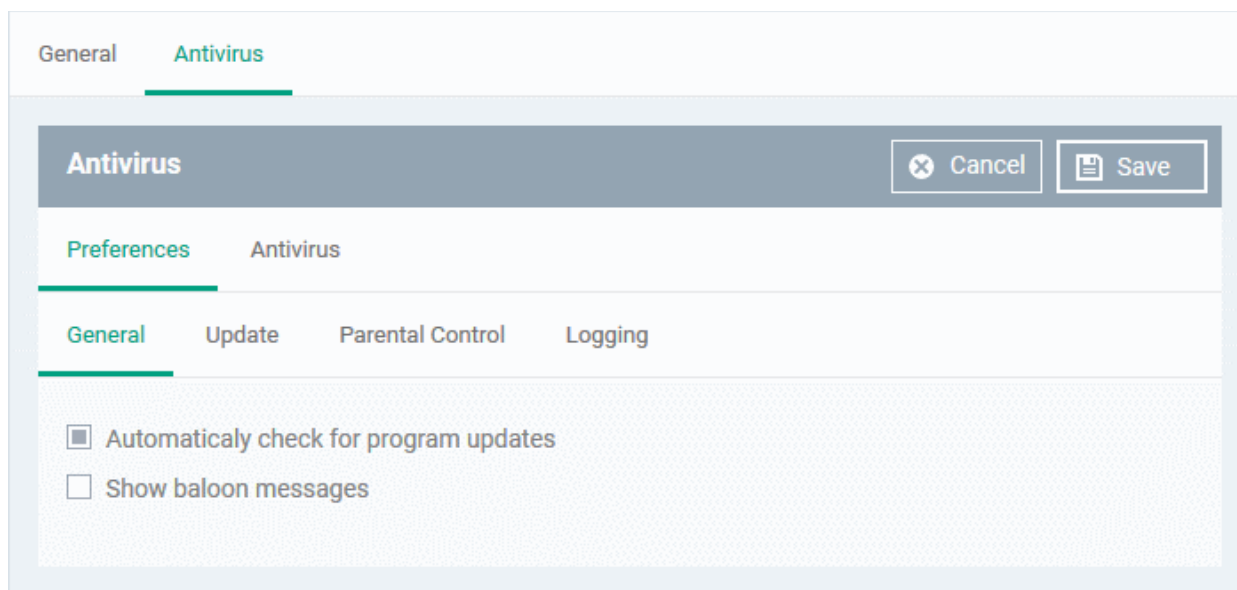 General Antivirus
Antivirus Cancel Save
Preferences Antivirus
General Update Parental Control Logging
Automaticaly check for program updates
Show baloon messages